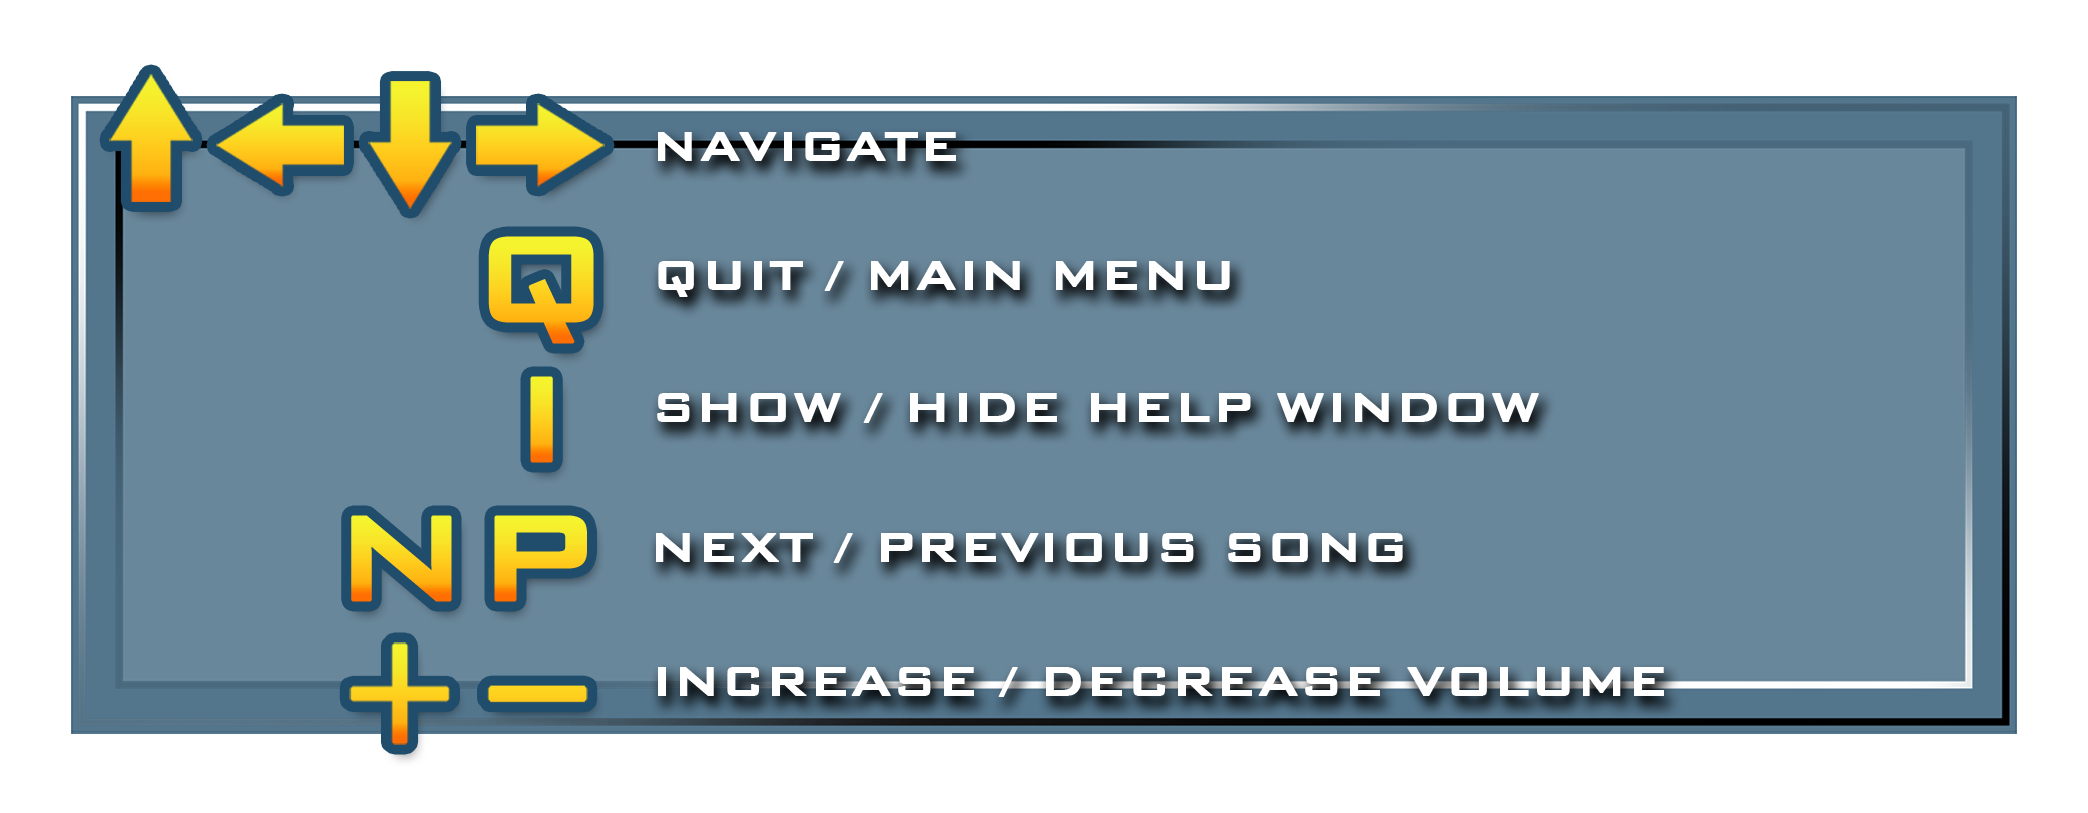 NAVIGATE
Q QUIT / MAIN MENU
I SHOW / HIDE HELP WINDOW
N P NEXT / PREVIOUS SONG
+ - INCREASE / DECREASE VOLUME